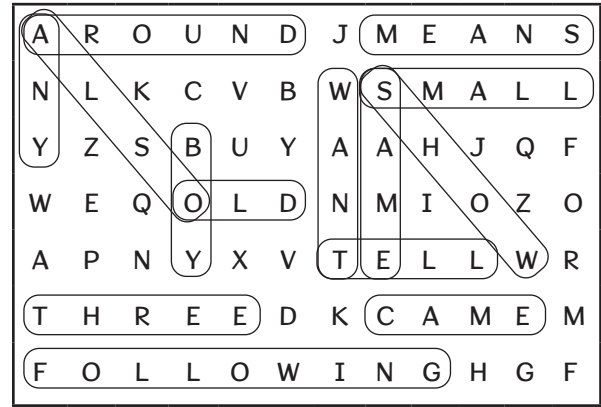 A R O U N D J M E A N S
N L K C V B W S M A L L
Y Z S B U Y A A H J Q F
W E Q O L D N M I O Z O
A P N Y X V T E L L W R
T H R E E D K C A M E M
F O L L O W I N G H G F